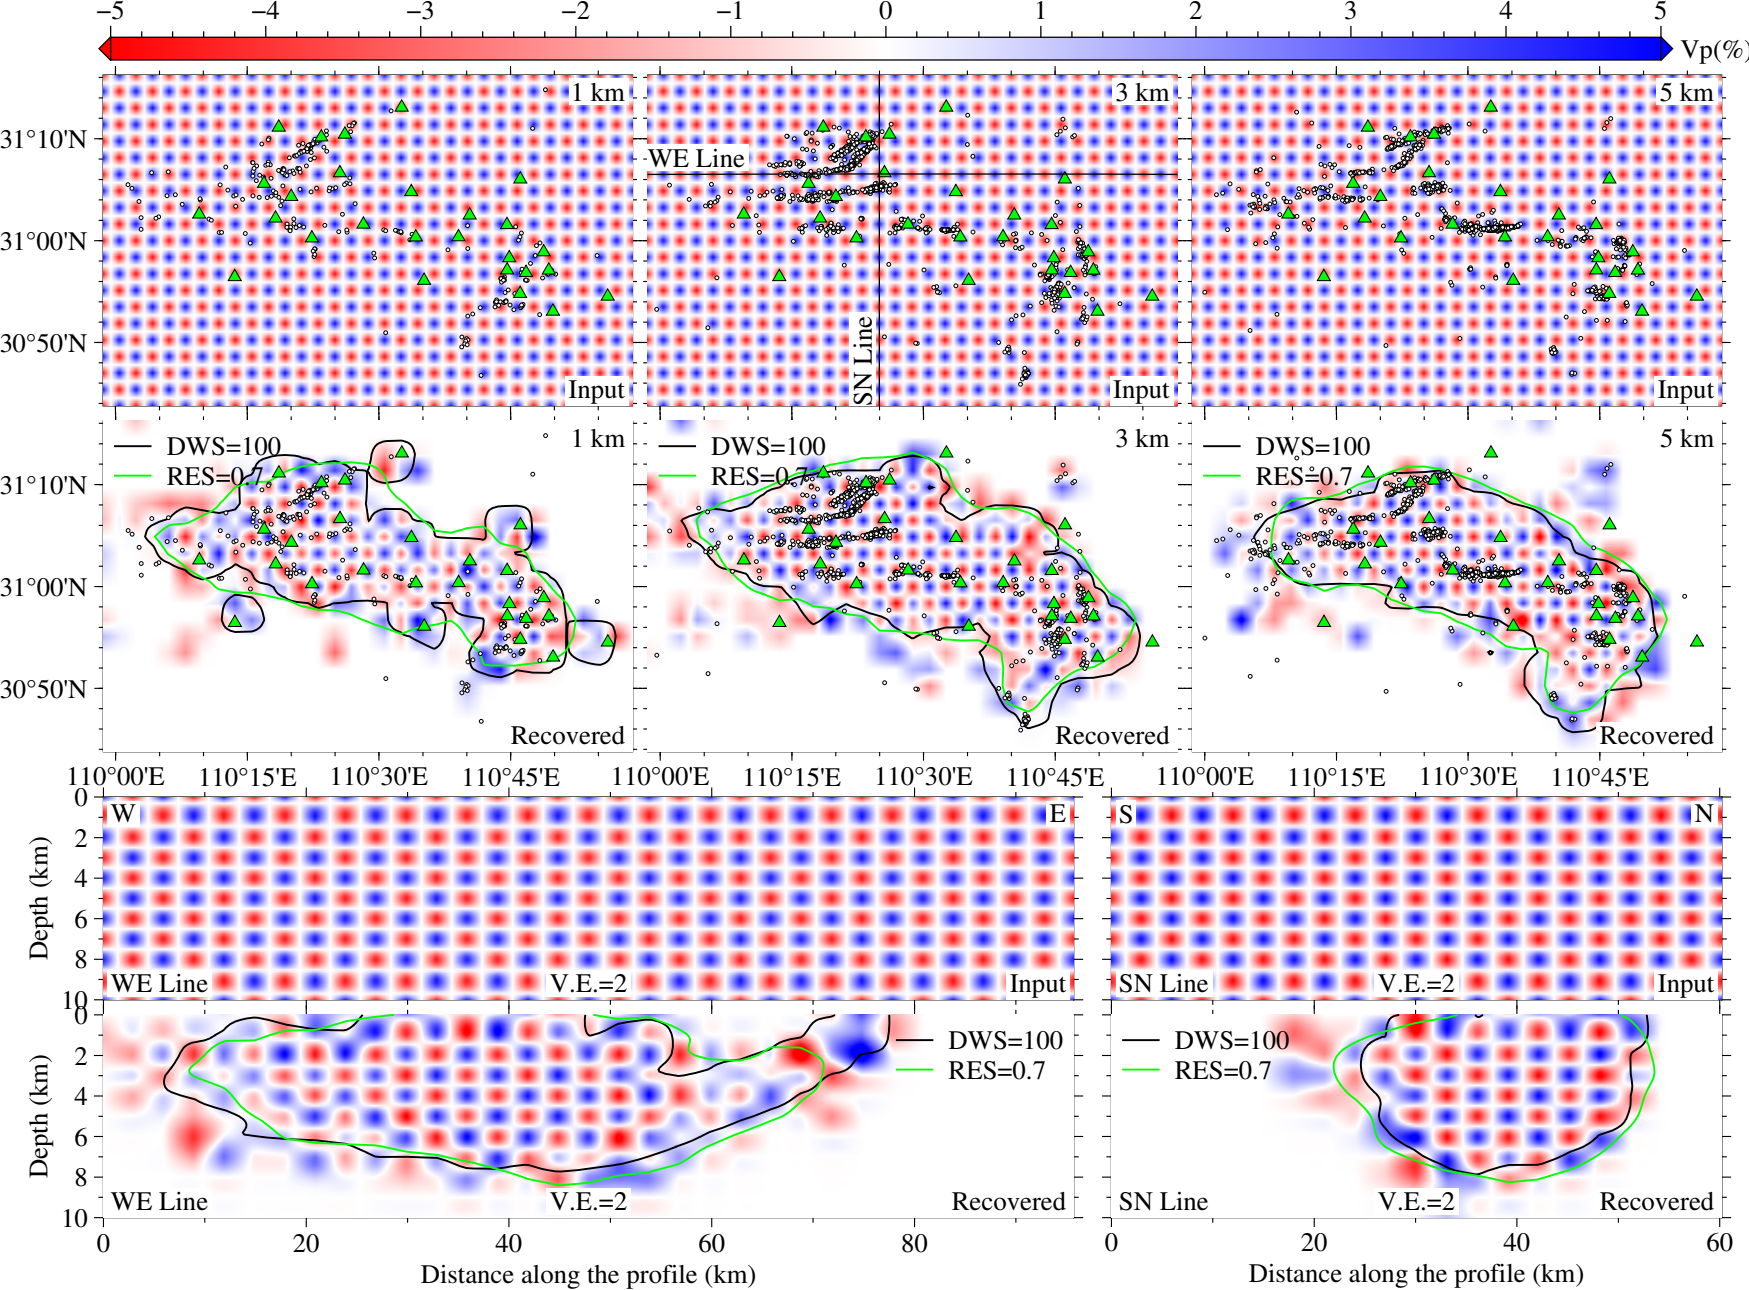 −5 −4 −3 −2 −1 0 1 2 3 4 5
Vp(%)
1 km 3 km 5 km
31°10'N
WE Line
31°00'N
30°50'N
SN Line
Input Input Input
DWS=100 1 km DWS=100 3 km DWS=100 5 km
RES=0.7 RES=0.7 RES=0.7
31°10'N
31°00'N
30°50'N
Recovered Recovered Recovered
110°00'E 110°15'E 110°30'E 110°45'E 110°00'E 110°15'E 110°30'E 110°45'E 110°00'E 110°15'E 110°30'E 110°45'E
0
W E S N
2
4
6
8
10
Depth (km)
WE Line V.E.=2 Input SN Line V.E.=2 Input
0
2
4
6
8
10
Depth (km)
DWS=100 DWS=100
RES=0.7 RES=0.7
WE Line V.E.=2 Recovered SN Line V.E.=2 Recovered
0 20 40 60 80 0 20 40 60
Distance along the profile (km) Distance along the profile (km)